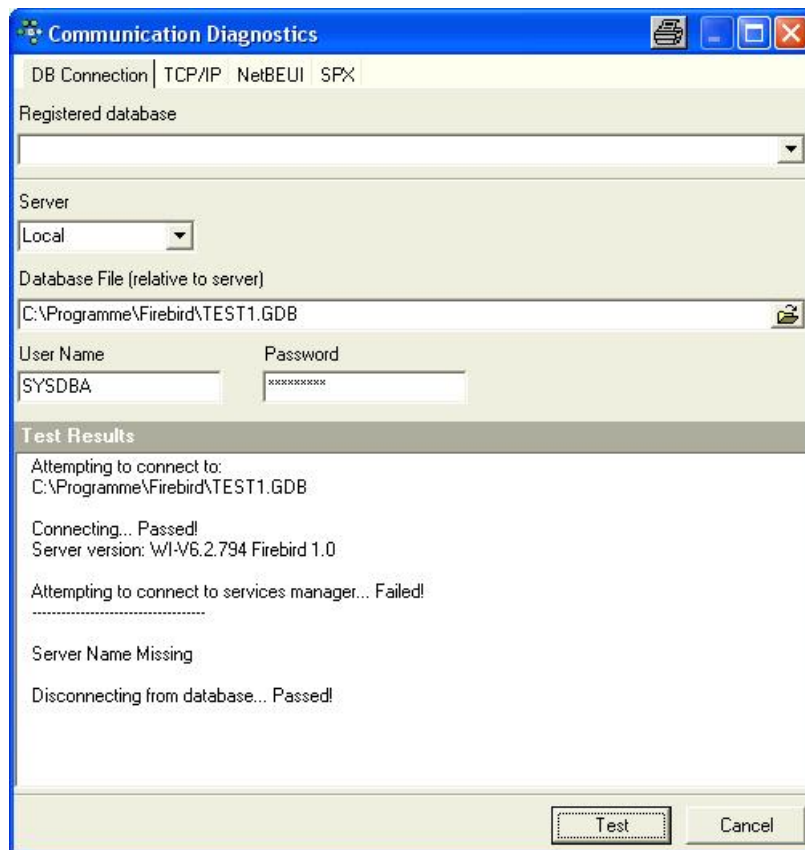 Communication Diagnostics
DB Connection TCP/IP NetBEUI SPX
Registered database
Server
Local
Database File (relative to server)
C:\Programme\Firebird\TEST1.GDB
User Name Password
SYSDBA ×××××××××
Test Results
Attempting to connect to:
C:\Programme\Firebird\TEST1.GDB
Connecting... Passed!
Server version: WI-V6.2.794 Firebird 1.0
Attempting to connect to services manager... Failed!
-----------------------------------
Server Name Missing
Disconnecting from database... Passed!
Test Cancel